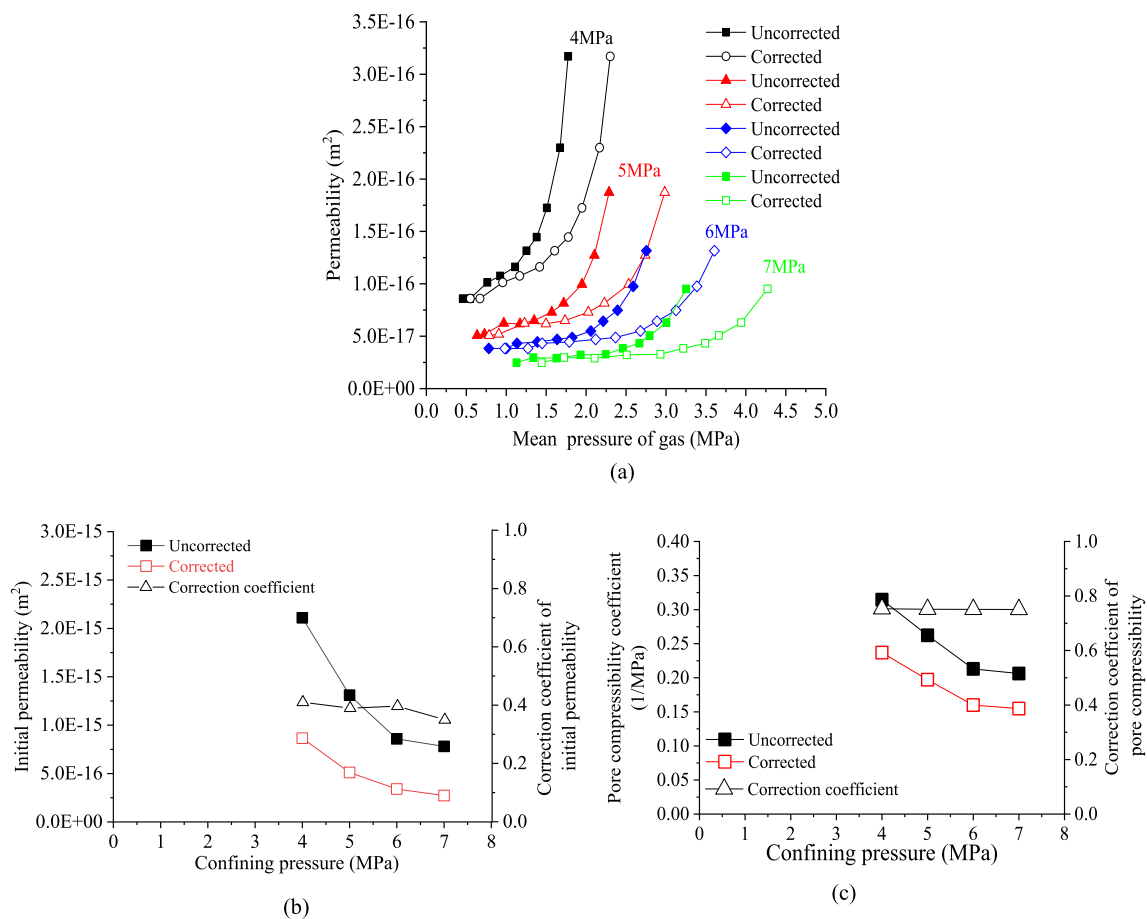 3.5E-16
3.0E-16
2.5E-16
2.0E-16
1.5E-16
1.0E-16
5.0E-17
0.0E+00
Permeability (m²)
4MPa
5MPa
6MPa
7MPa
Uncorrected
Corrected
Uncorrected
Corrected
Uncorrected
Corrected
Uncorrected
Corrected
0.0 0.5 1.0 1.5 2.0 2.5 3.0 3.5 4.0 4.5 5.0
Mean pressure of gas (MPa)
(a)
3.0E-15
2.5E-15
2.0E-15
1.5E-15
1.0E-15
5.0E-16
0.0E+00
Initial permeability (m²)
Uncorrected
Corrected
Correction coefficient
1.0
0.8
0.6
0.4
0.2
0.0
Correction coefficient of
initial permeability
0 1 2 3 4 5 6 7 8
Confining pressure (MPa)
(b)
0.40
0.35
0.30
0.25
0.20
0.15
0.10
0.05
0.00
Pore compressibility coefficient
(1/MPa)
Uncorrected
Corrected
Correction coefficient
1.0
0.8
0.6
0.4
0.2
0.0
Correction coefficient of
pore compressibility
0 1 2 3 4 5 6 7 8
Confining pressure (MPa)
(c)